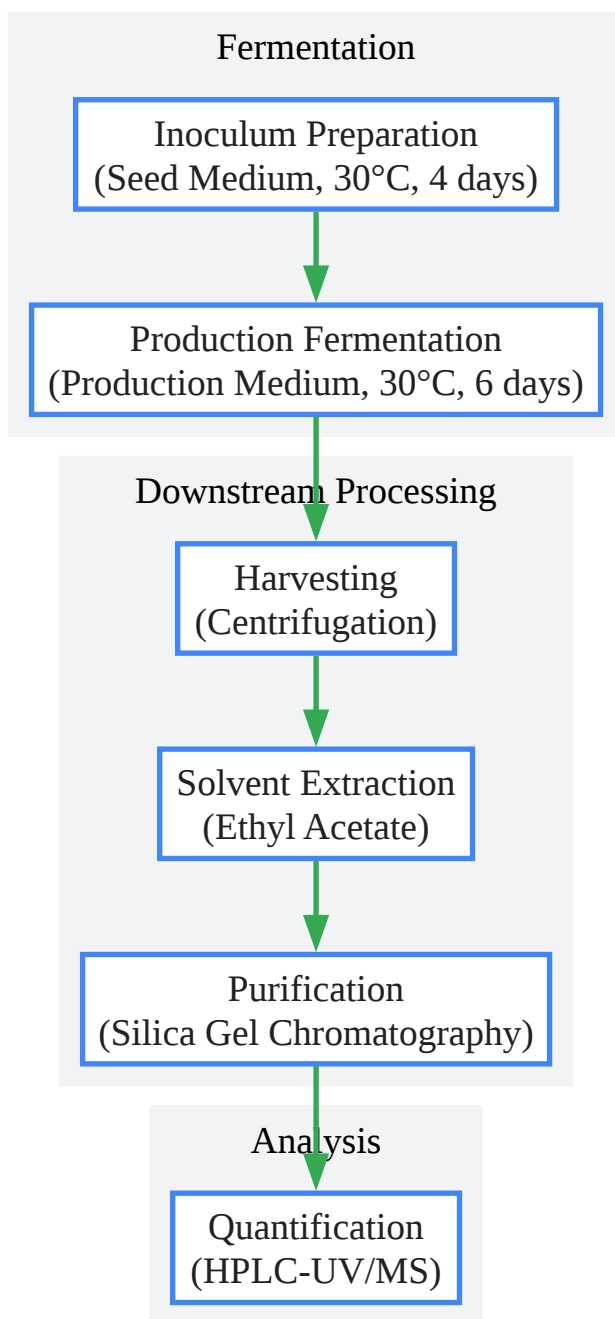 Fermentation
Inoculum Preparation
(Seed Medium, 30°C, 4 days)
Production Fermentation
(Production Medium, 30°C, 6 days)
Downstream Processing
Harvesting
(Centrifugation)
Solvent Extraction
(Ethyl Acetate)
Purification
(Silica Gel Chromatography)
Analysis
Quantification
(HPLC-UV/MS)